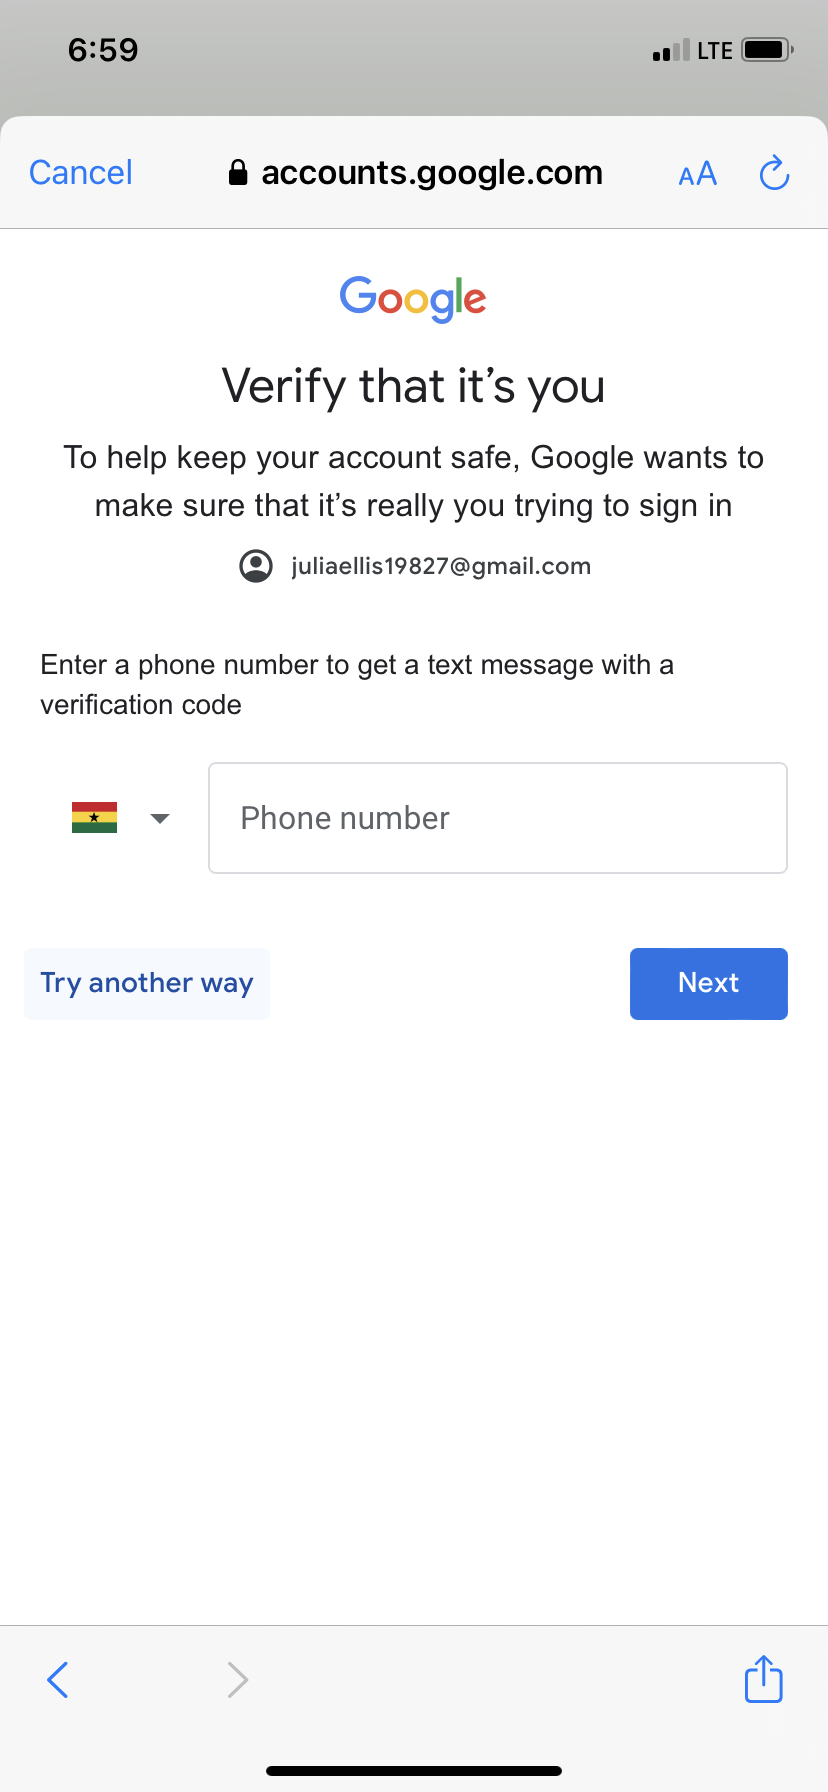 6:59
LTE
Cancel
accounts.google.com
AA
Google
Verify that it's you
To help keep your account safe, Google wants to
make sure that it's really you trying to sign in
juliaellis19827@gmail.com
Enter a phone number to get a text message with a
verification code
Phone number
Try another way
Next